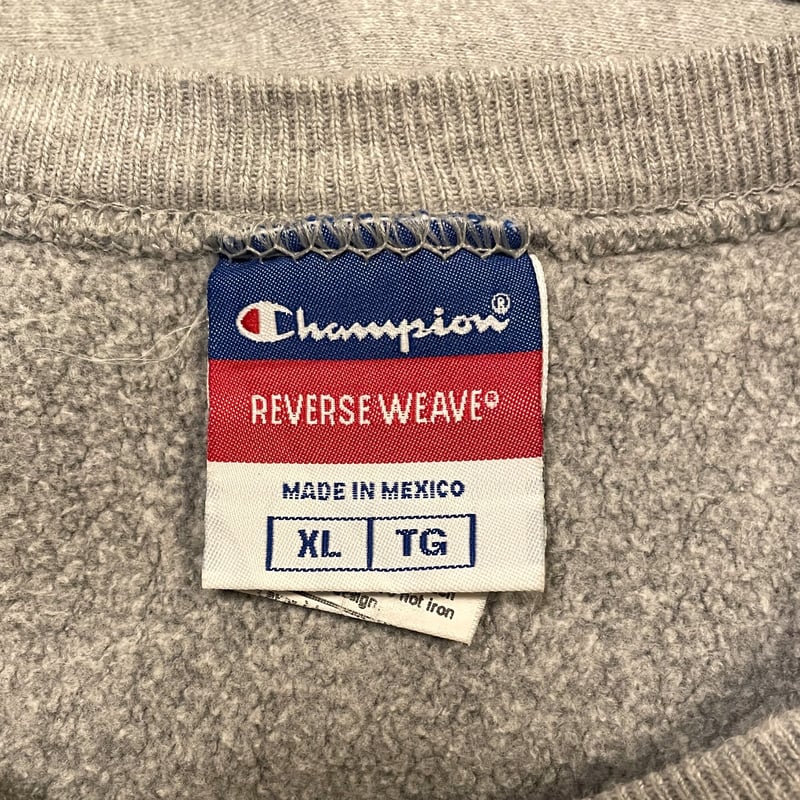 Champion®
REVERSE WEAVE®
MADE IN MEXICO
XL TG
not iron